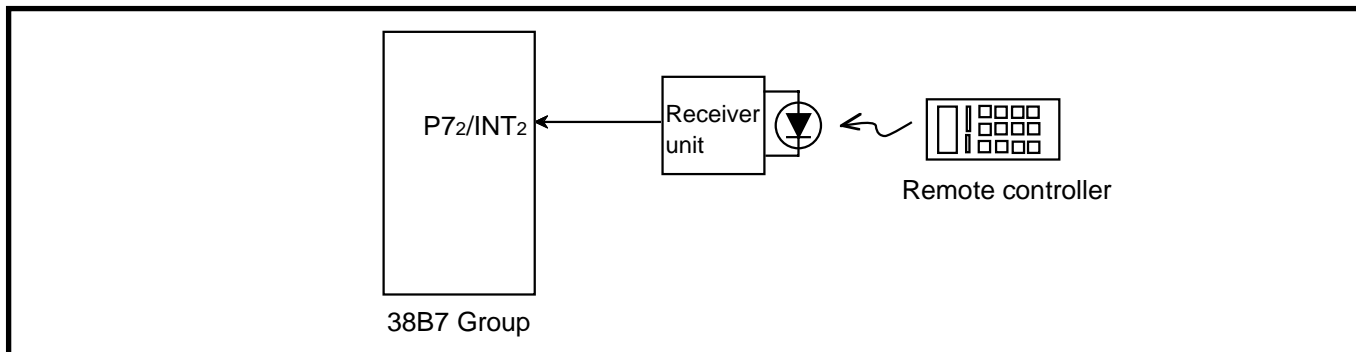 P72/INT2
Receiver
unit
Remote controller
38B7 Group